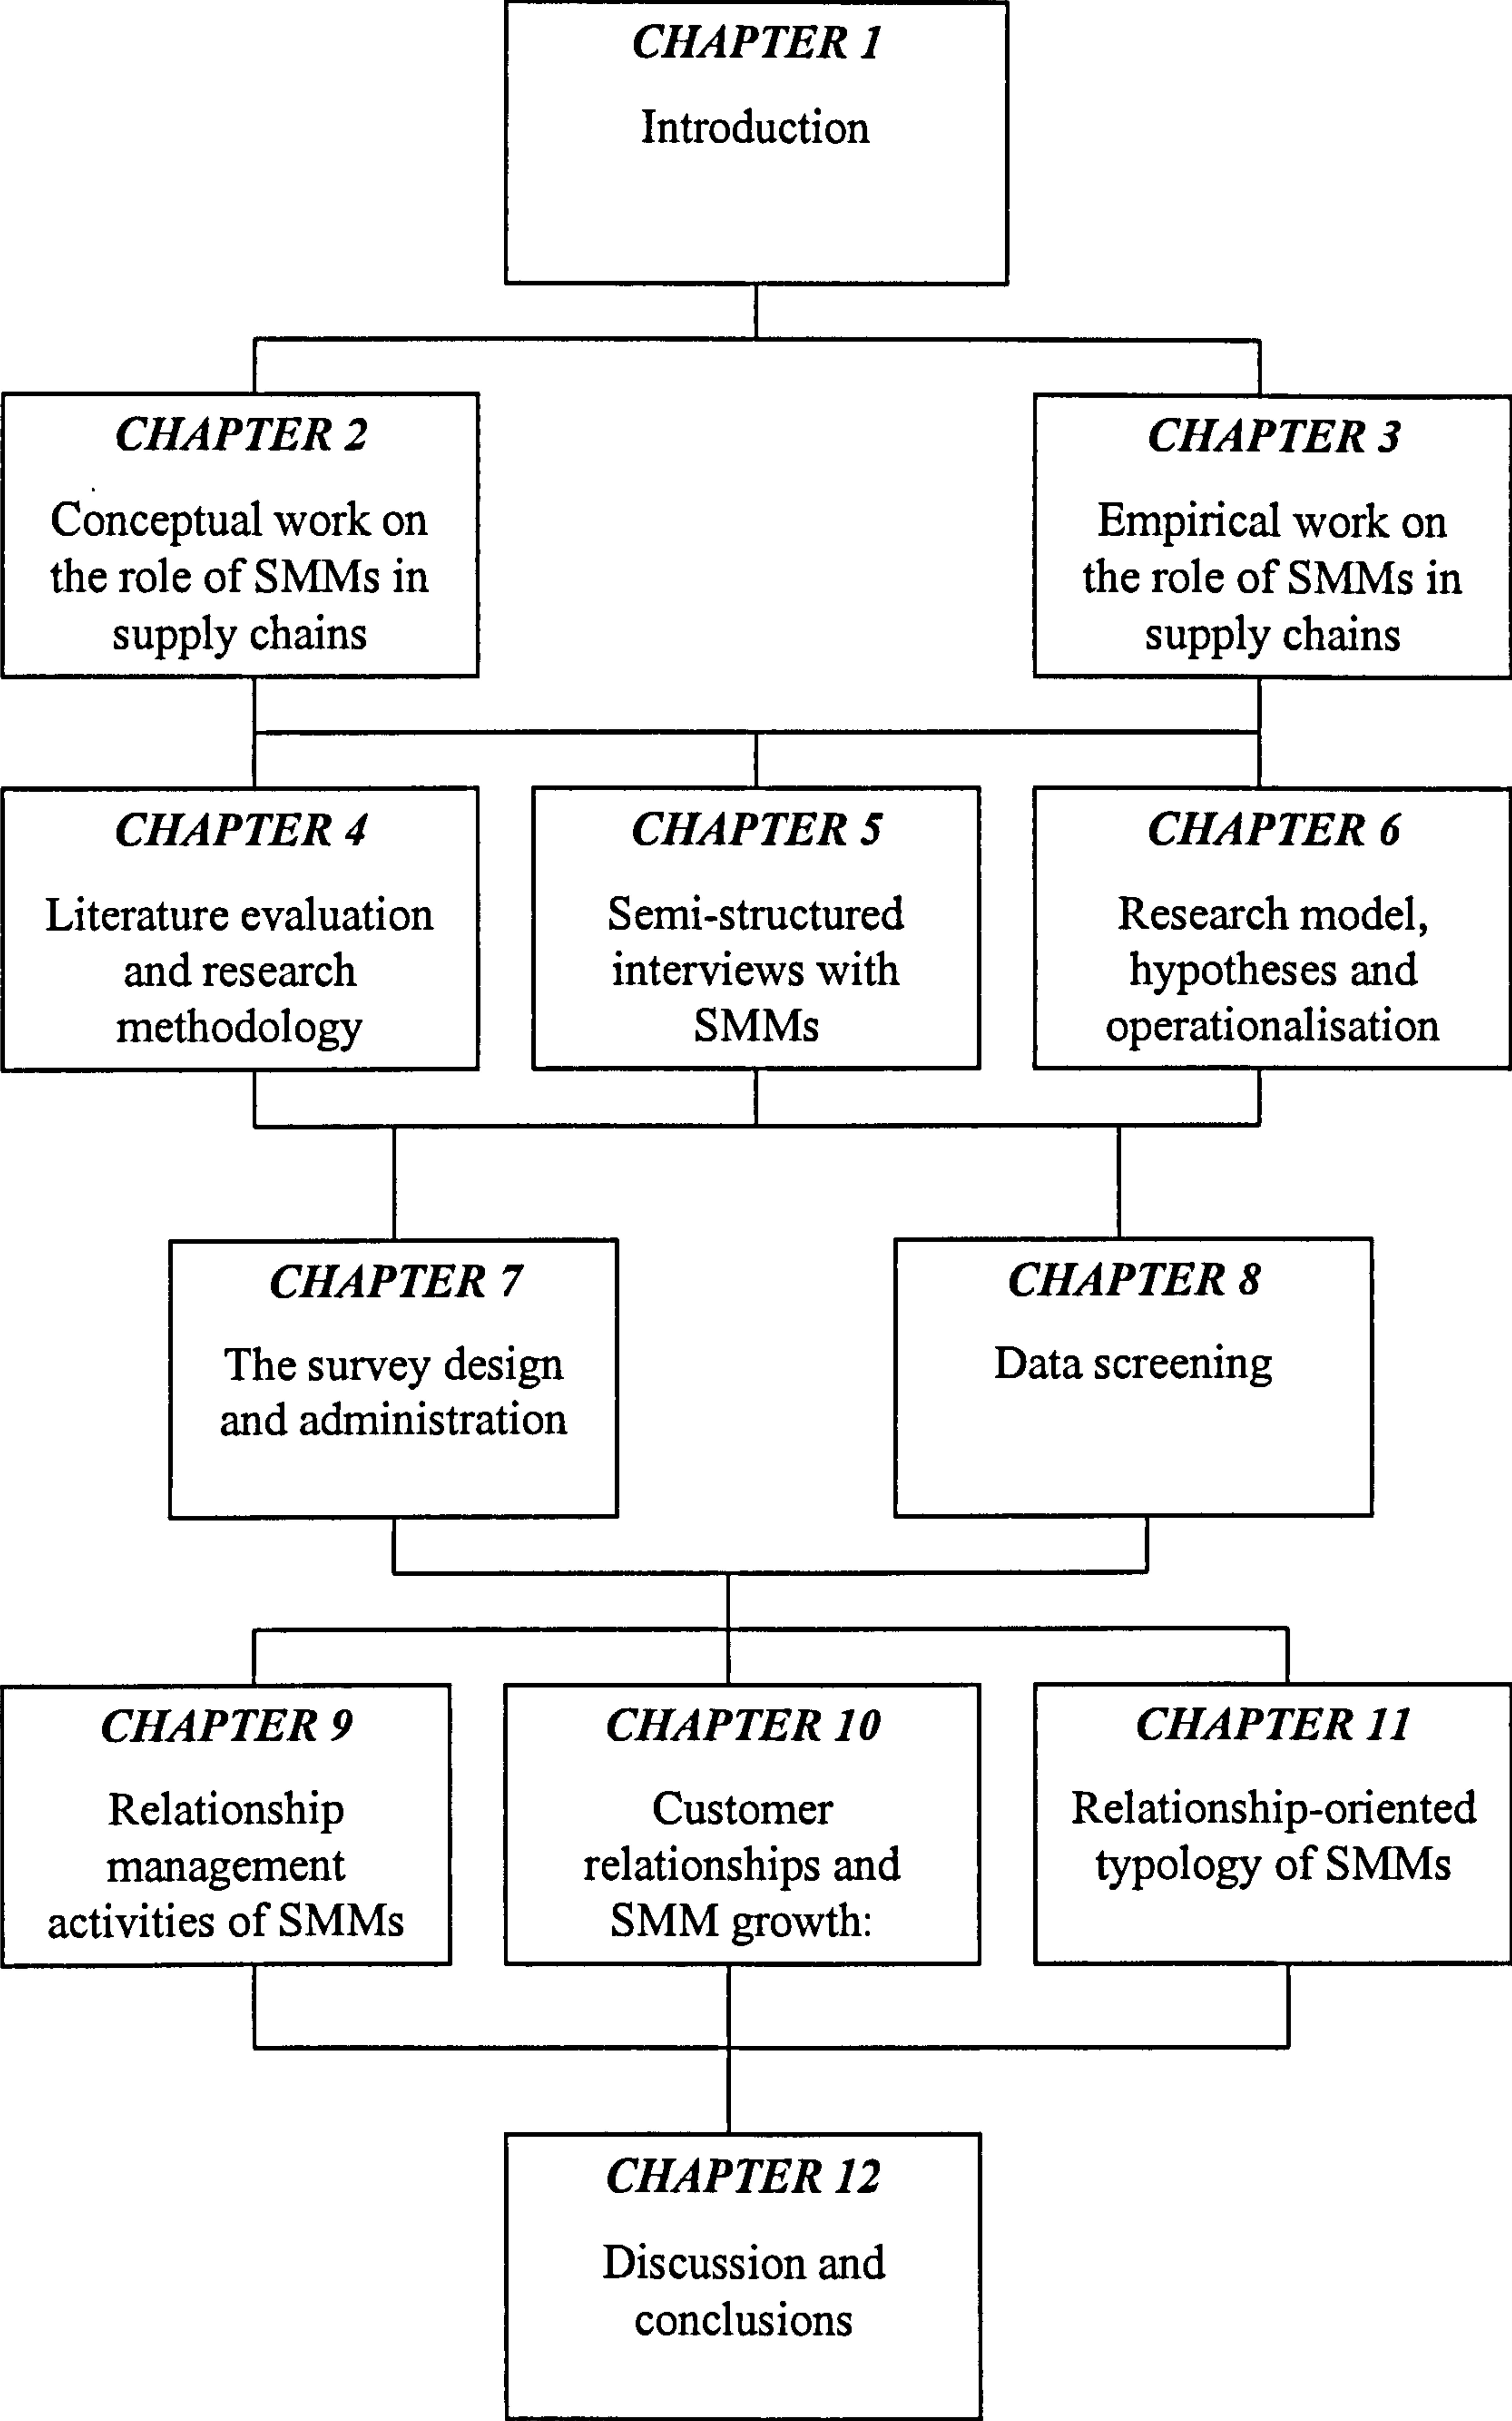 CHAPTER 1
Introduction
CHAPTER 2
Conceptual work on
the role of SMMs in
supply chains
CHAPTER 3
Empirical work on
the role of SMMs in
supply chains
CHAPTER 4
Literature evaluation
and research
methodology
CHAPTER 5
Semi-structured
interviews with
SMMs
CHAPTER 6
Research model,
hypotheses and
operationalisation
CHAPTER 7
The survey design
and administration
CHAPTER 8
Data screening
CHAPTER 9
Relationship
management
activities of SMMs
CHAPTER 10
Customer
relationships and
SMM growth:
CHAPTER 11
Relationship-oriented
typology of SMMs
CHAPTER 12
Discussion and
conclusions